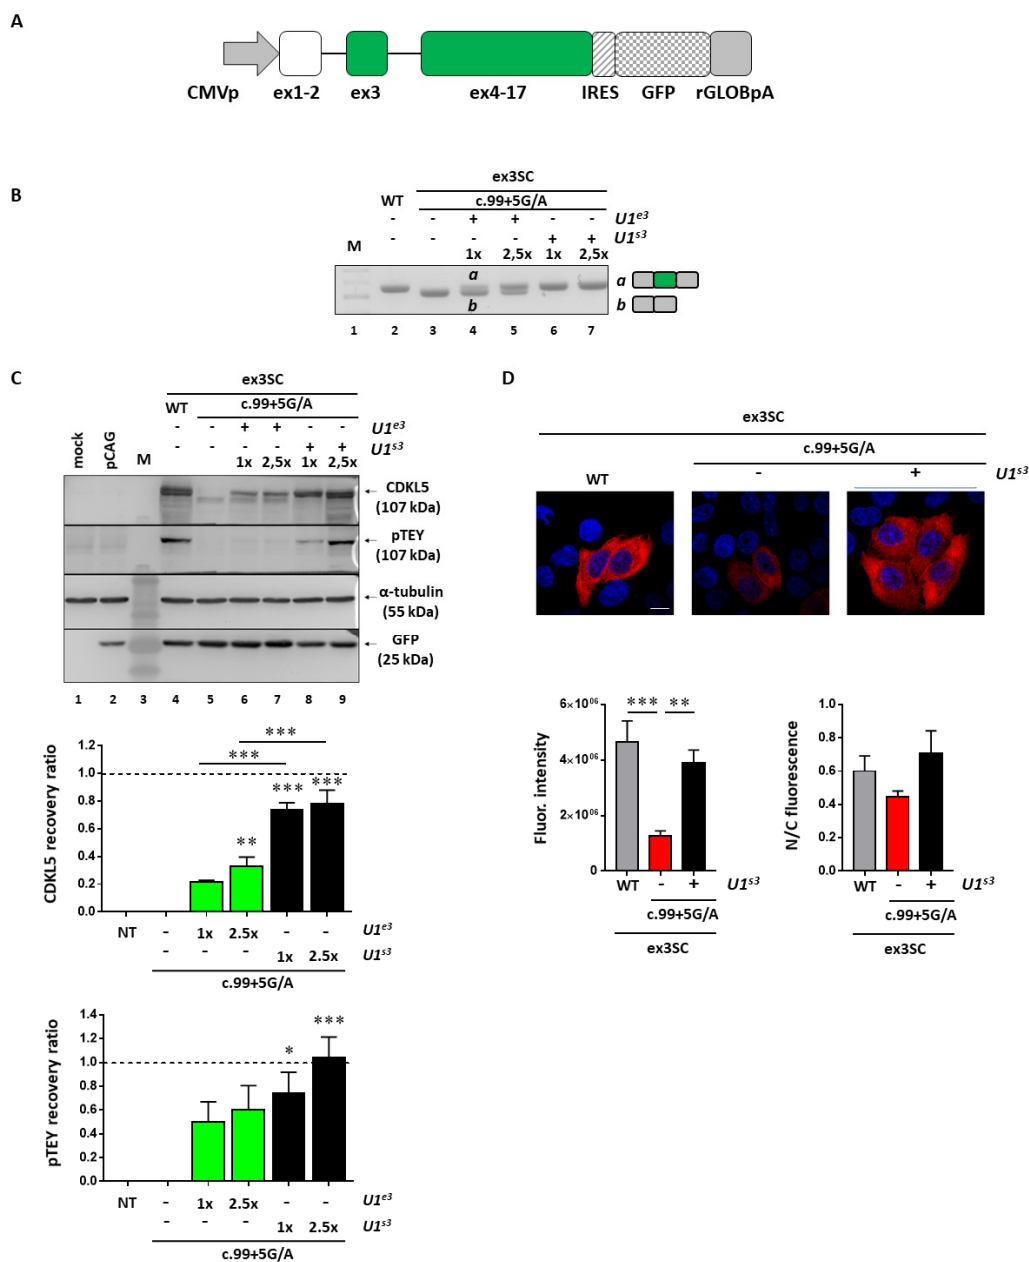 A
CMVp ex1-2 ex3 ex4-17 IRES GFP rGLOBpA
B
ex3SC
WT c.99+5G/A
- - + + - - U1e3
- - - - + + U1s3
M 1x 2,5x 1x 2,5x
a
b
a
b
1 2 3 4 5 6 7
C
ex3SC
WT c.99+5G/A
mock pCAG M
- - + + - - U1e3
- - - - + + U1s3
1x 2,5x 1x 2,5x
CDKL5
(107 kDa)
pTEY
(107 kDa)
α-tubulin
(55 kDa)
GFP
(25 kDa)
1 2 3 4 5 6 7 8 9
CDKL5 recovery ratio
1.2
1.0
0.8
0.6
0.4
0.2
0.0
***
***
**
***
***
NT - 1x 2.5x - - U1e3
- - - 1x 2.5x U1s3
c.99+5G/A
pTEY recovery ratio
1.4
1.2
1.0
0.8
0.6
0.4
0.2
0.0
*
***
NT - 1x 2.5x - - U1e3
- - - 1x 2.5x U1s3
c.99+5G/A
D
ex3SC
c.99+5G/A
WT - + U1s3
Fluor. intensity
6×10⁰⁶
4×10⁰⁶
2×10⁰⁶
0
*** **
WT - + U1s3
c.99+5G/A
ex3SC
N/C fluorescence
1.0
0.8
0.6
0.4
0.2
0.0
WT - + U1s3
c.99+5G/A
ex3SC